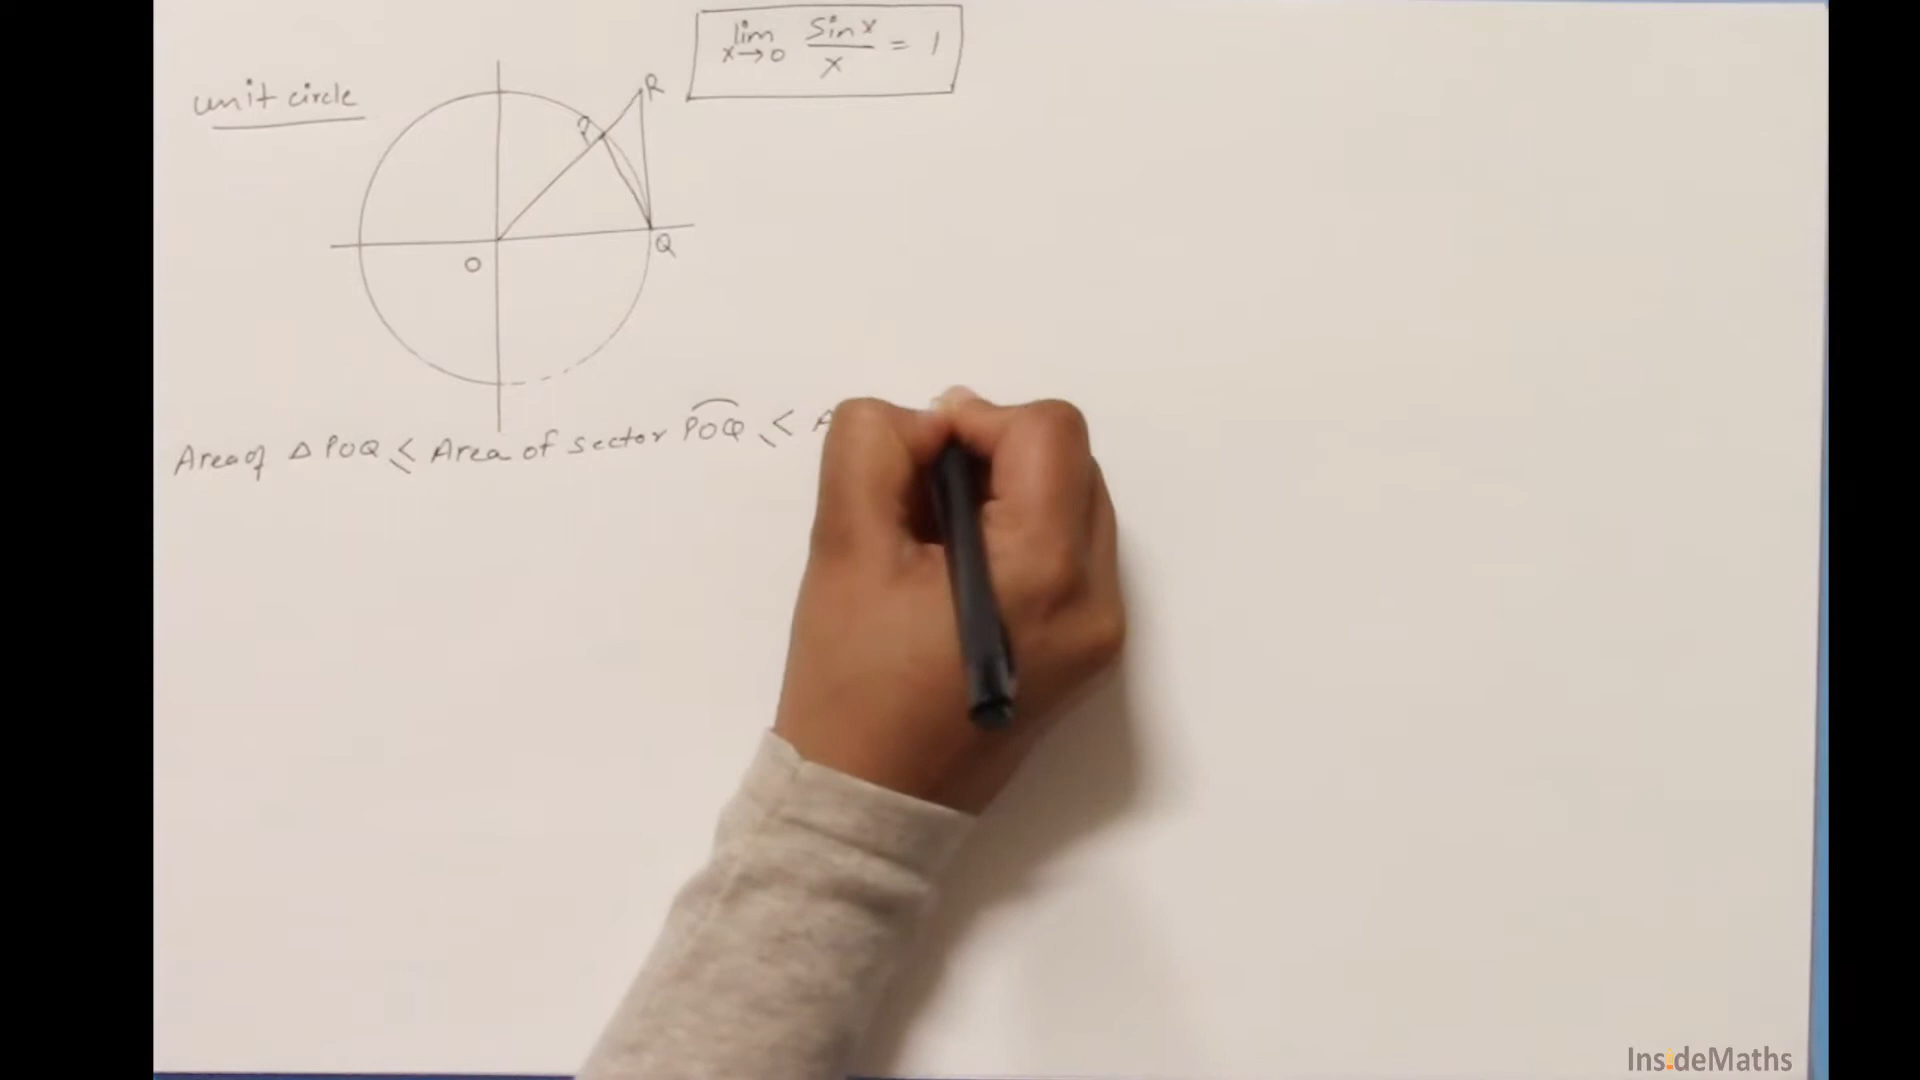 lim sin x
x→0 x = 1
unit circle
R
P
Q
O
Area of △ POQ ≤ Area of sector POQ ≤
InsideMaths